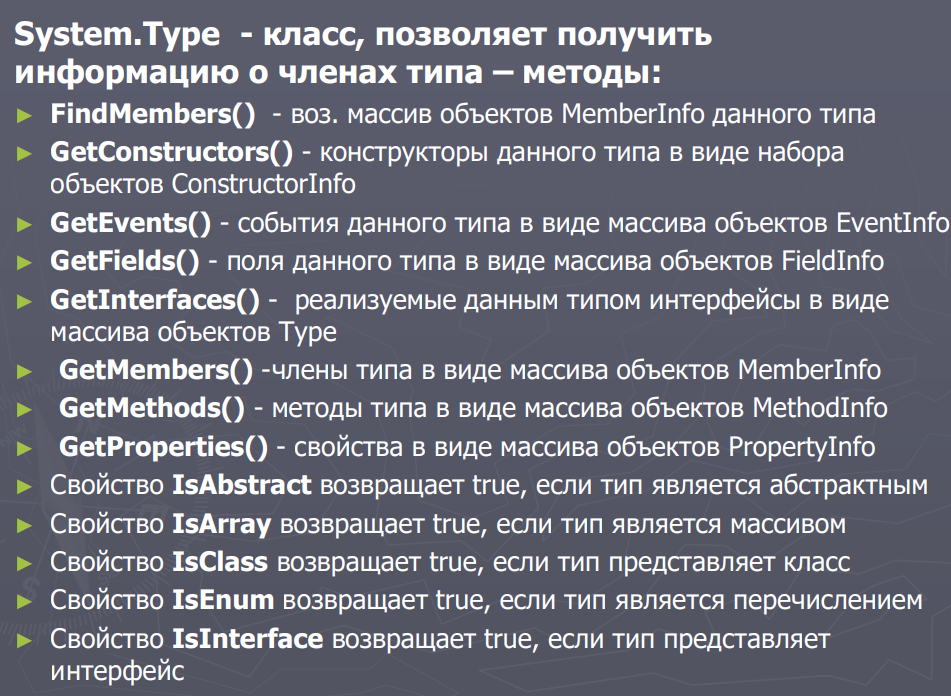 System.Type - класс, позволяет получить
информацию о членах типа – методы:
► FindMembers() - воз. массив объектов MemberInfo данного типа
► GetConstructors() - конструкторы данного типа в виде набора
объектов ConstructorInfo
► GetEvents() - события данного типа в виде массива объектов EventInfo
► GetFields() - поля данного типа в виде массива объектов FieldInfo
► GetInterfaces() - реализуемые данным типом интерфейсы в виде
массива объектов Type
► GetMembers() -члены типа в виде массива объектов MemberInfo
► GetMethods() - методы типа в виде массива объектов MethodInfo
► GetProperties() - свойства в виде массива объектов PropertyInfo
► Свойство IsAbstract возвращает true, если тип является абстрактным
► Свойство IsArray возвращает true, если тип является массивом
► Свойство IsClass возвращает true, если тип представляет класс
► Свойство IsEnum возвращает true, если тип является перечислением
► Свойство IsInterface возвращает true, если тип представляет
интерфейс